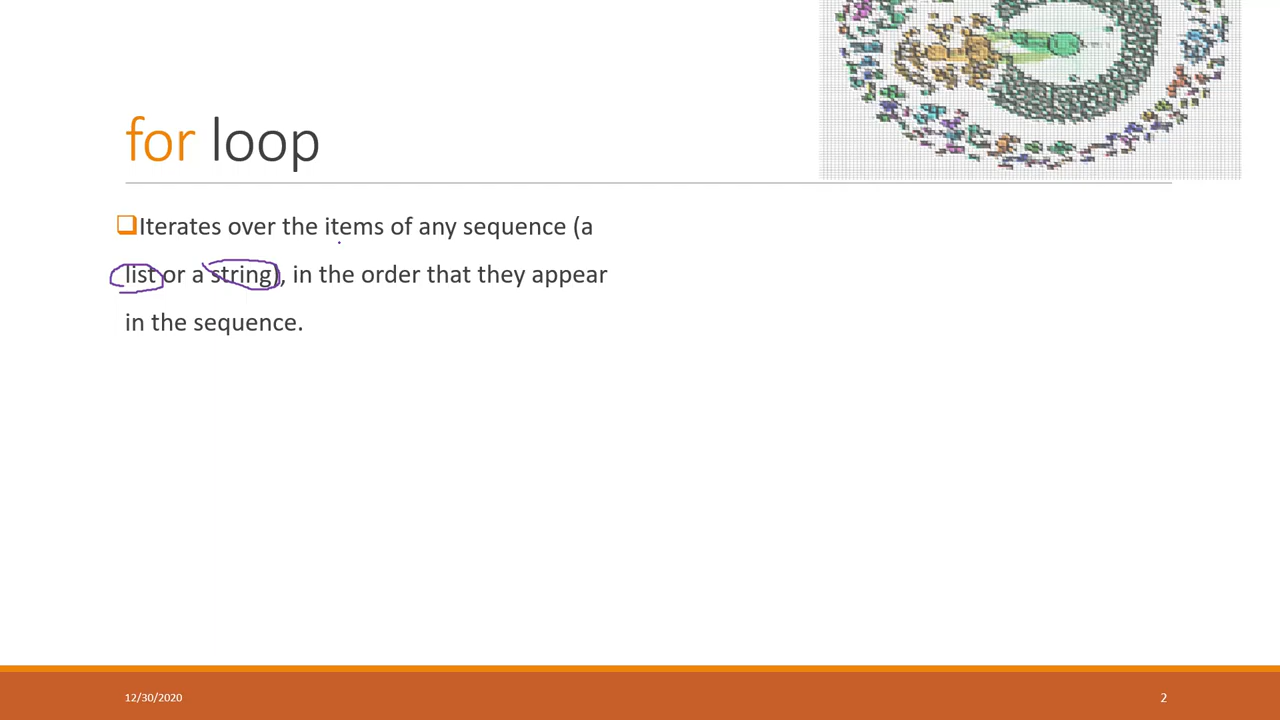 for loop
❑Iterates over the items of any sequence (a
list or a string), in the order that they appear
in the sequence.
12/30/2020
2